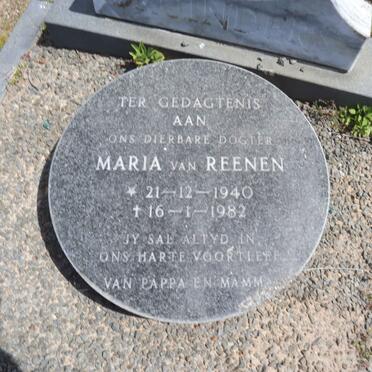 TER GEDAGTENIS
AAN
ONS DIERBARE DOGTER
MARIA VAN REENEN
* 21–12–1940
† 16–1–1982
JY SAL ALTYD IN
ONS HARTE VOORTLEEF
VAN PAPPA EN MAMMA